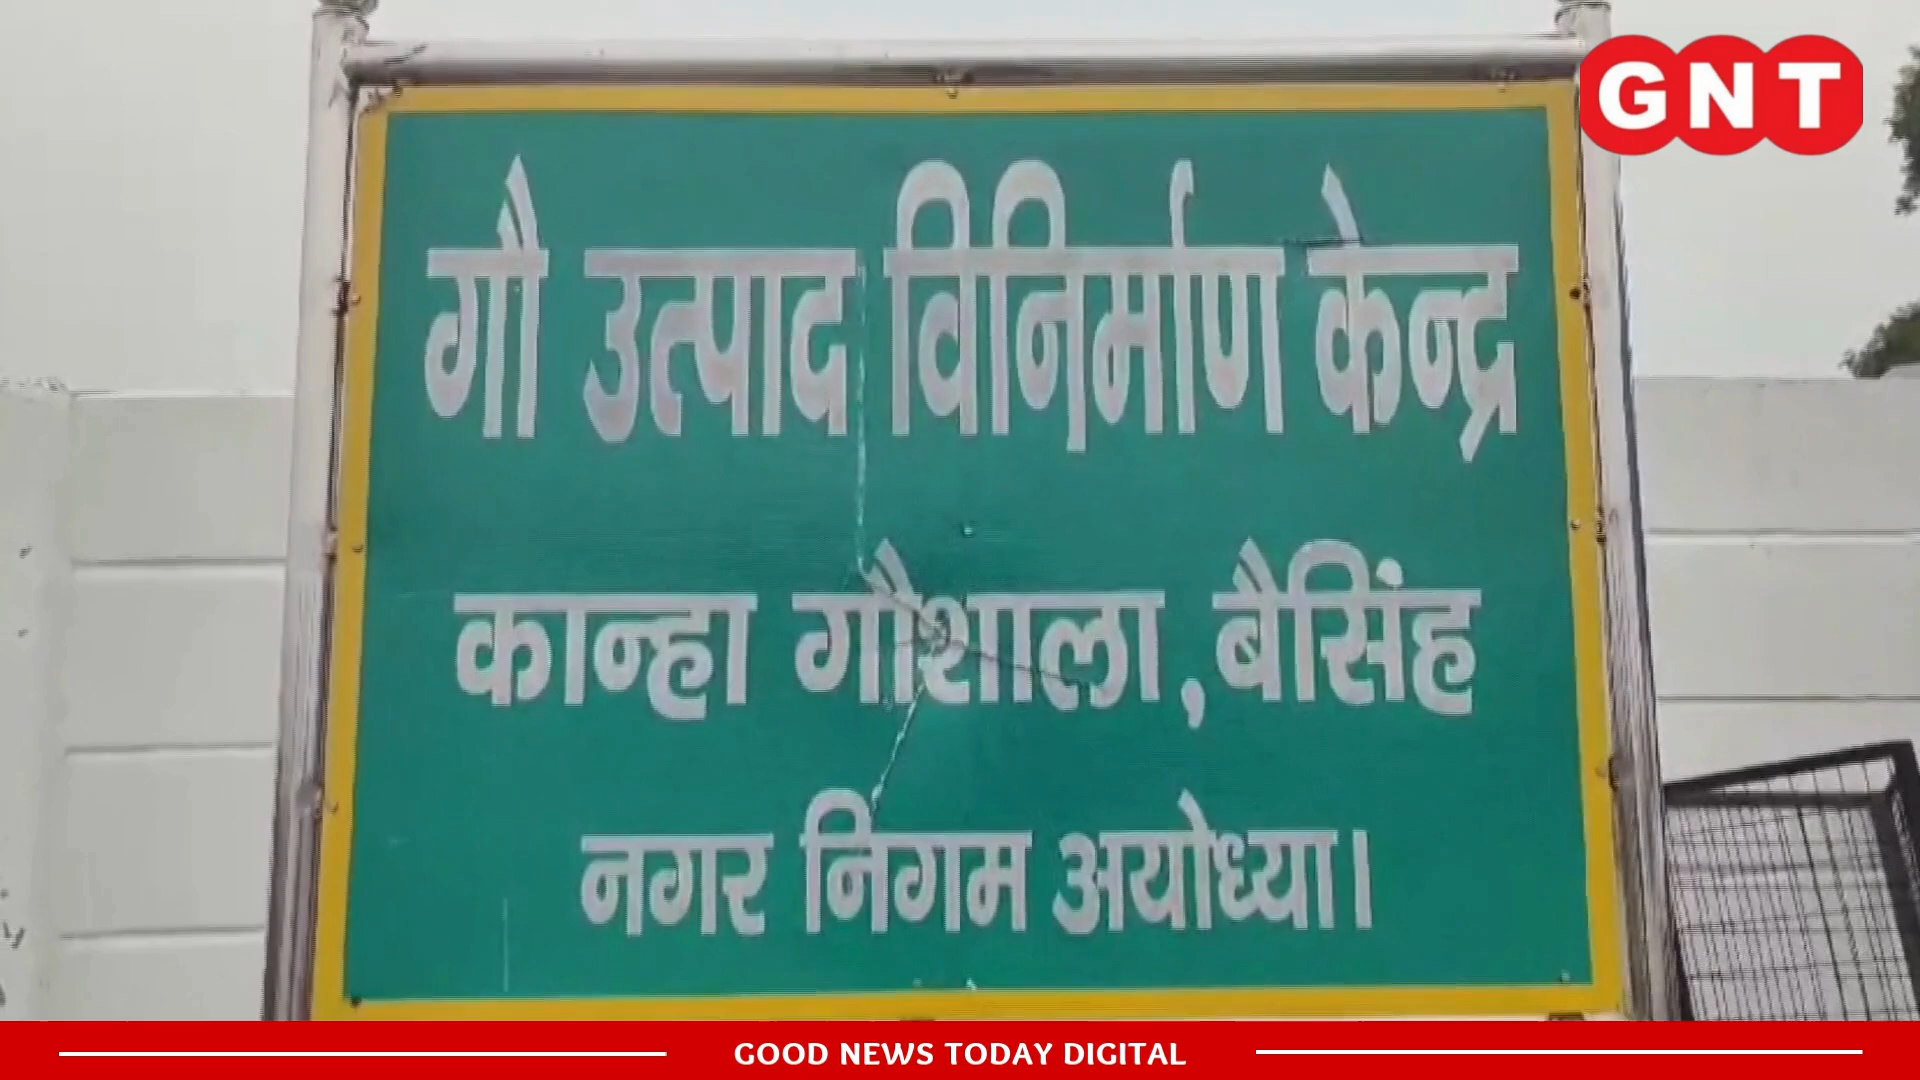 GNT
गौ उत्पाद विनिर्माण केन्द्र
कान्हा गौशाला, बैसिंह
नगर निगम अयोध्या।
GOOD NEWS TODAY DIGITAL